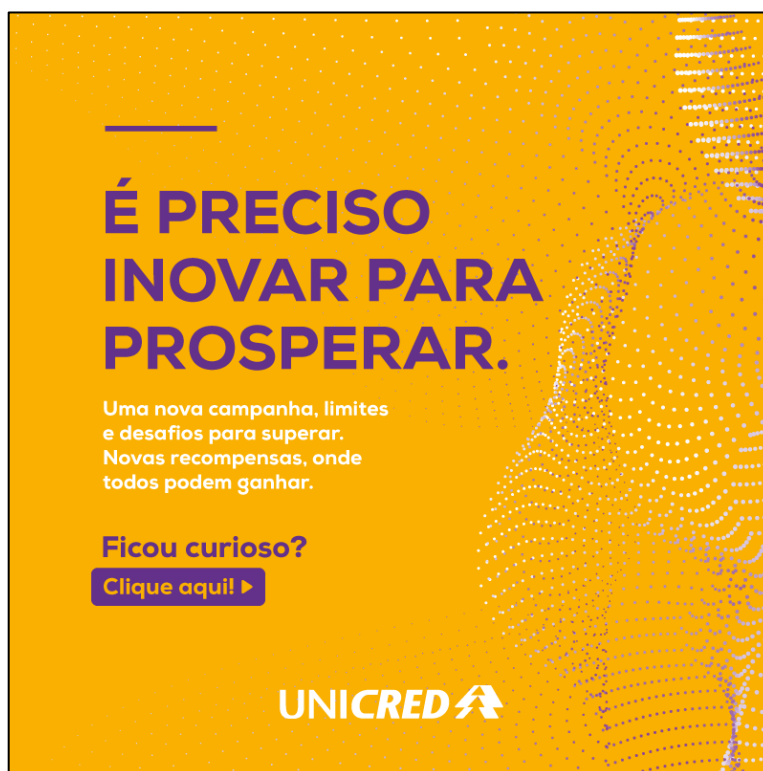 É PRECISO
INOVAR PARA
PROSPERAR.
Uma nova campanha, limites
e desafios para superar.
Novas recompensas, onde
todos podem ganhar.
Ficou curioso?
Clique aqui!
UNICRED